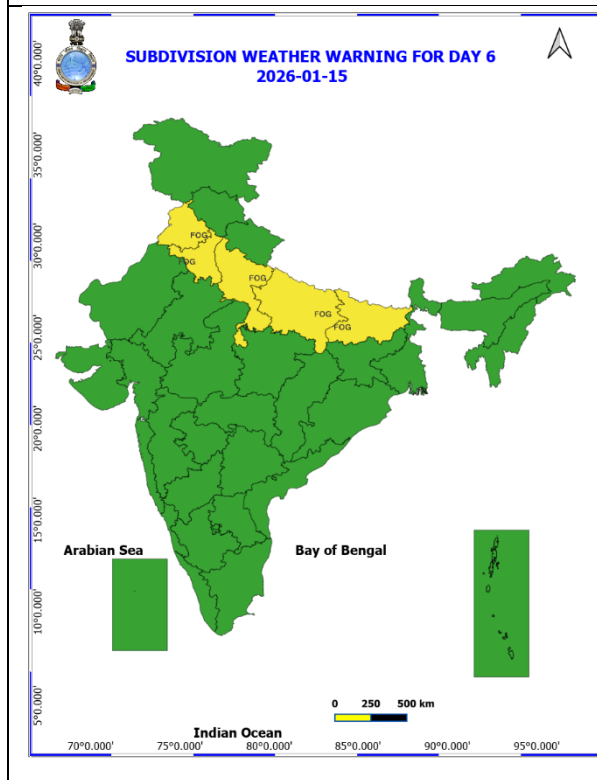 SUBDIVISION WEATHER WARNING FOR DAY 6
2026-01-15
40°0.000'
35°0.000'
30°0.000'
25°0.000'
20°0.000'
15°0.000'
10°0.000'
5°0.000'
FOG
FOG
FOG
FOG
FOG
Arabian Sea
Bay of Bengal
0 250 500 km
Indian Ocean
70°0.000' 75°0.000' 80°0.000' 85°0.000' 90°0.000' 95°0.000'